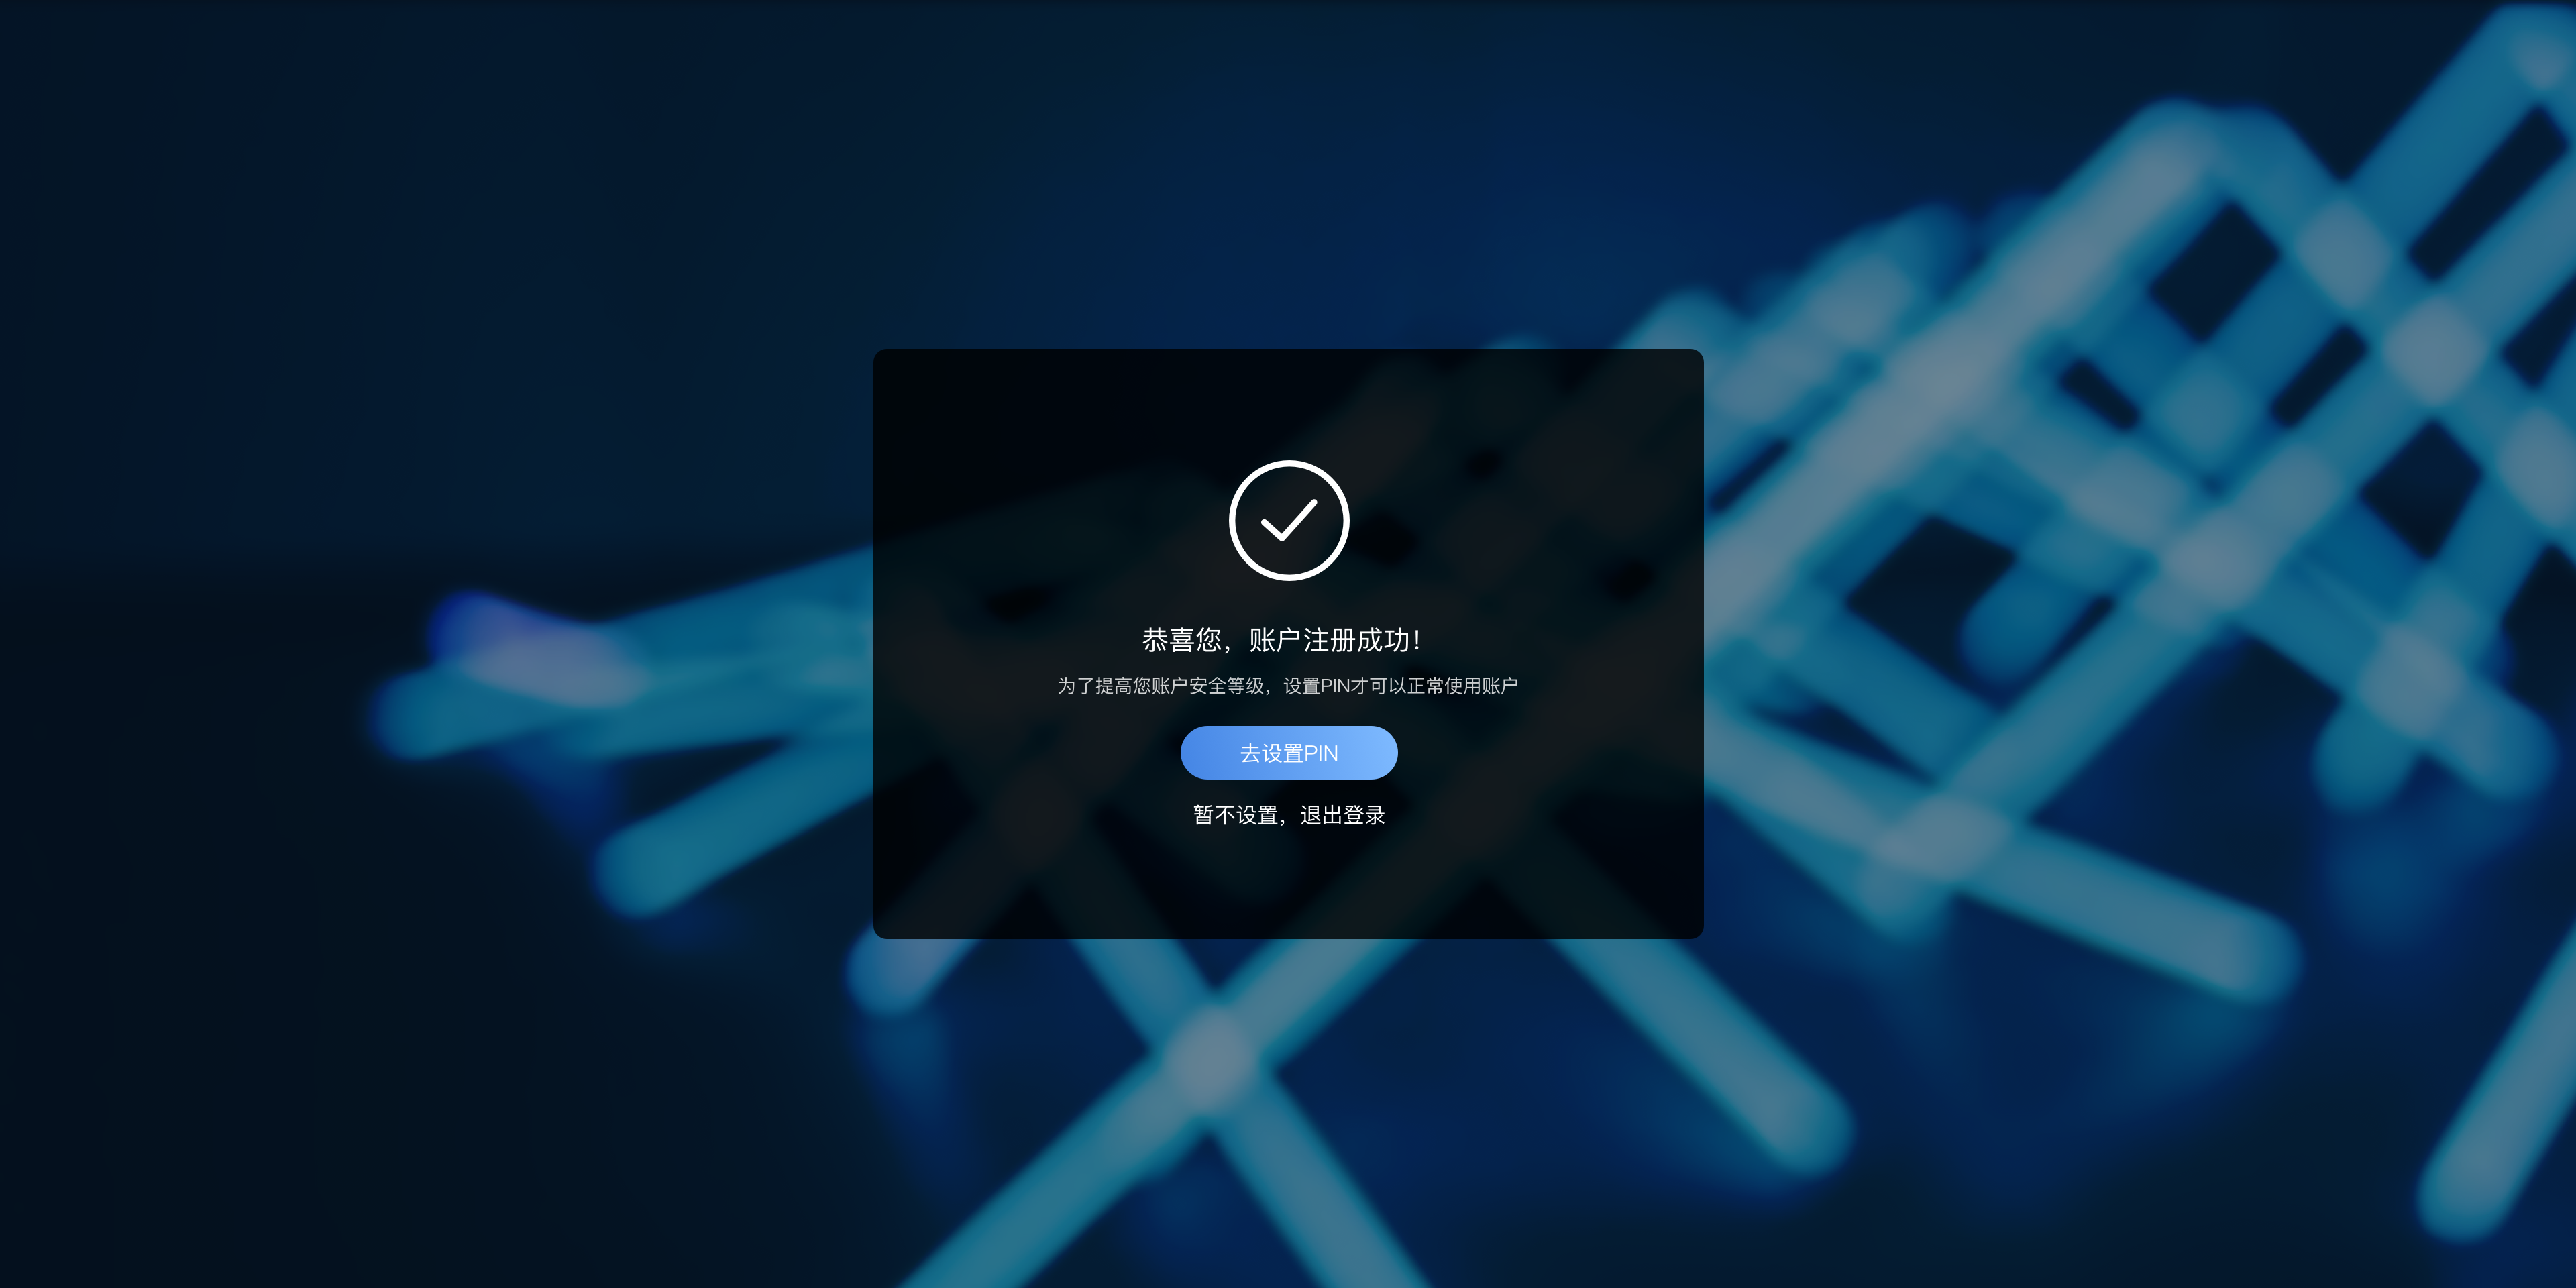 恭喜您，账户注册成功！
为了提高您账户安全等级，设置PIN才可以正常使用账户
去设置PIN
暂不设置，退出登录